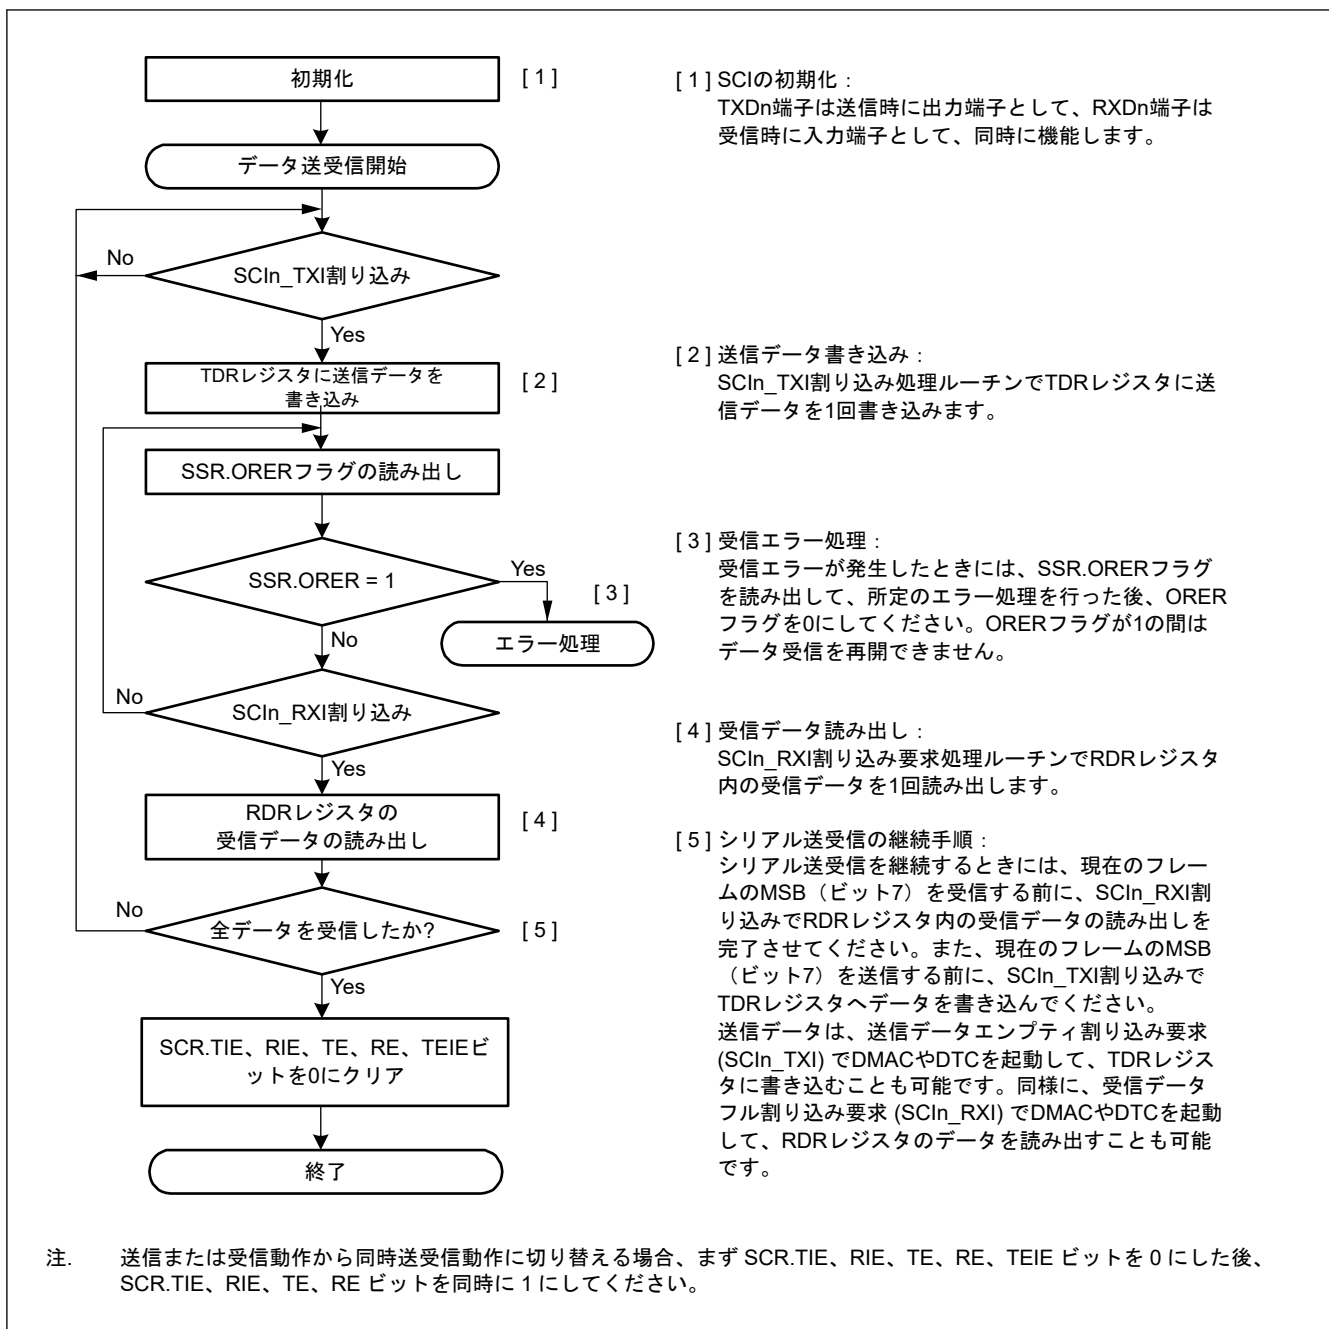 初期化
[ 1 ]
データ送受信開始
No
SCIn_TXI割り込み
Yes
TDRレジスタに送信データを
書き込み
[ 2 ]
SSR.ORERフラグの読み出し
SSR.ORER = 1
Yes
[ 3 ]
エラー処理
No
No
SCIn_RXI割り込み
Yes
RDRレジスタの
受信データの読み出し
[ 4 ]
No
全データを受信したか?
[ 5 ]
Yes
SCR.TIE、RIE、TE、RE、TEIEビ
ットを0にクリア
終了
[ 1 ] SCIの初期化：
TXDn端子は送信時に出力端子として、RXDn端子は
受信時に入力端子として、同時に機能します。
[ 2 ] 送信データ書き込み：
SCIn_TXI割り込み処理ルーチンでTDRレジスタに送
信データを1回書き込みます。
[ 3 ] 受信エラー処理：
受信エラーが発生したときには、SSR.ORERフラグ
を読み出して、所定のエラー処理を行った後、ORER
フラグを0にしてください。ORERフラグが1の間は
データ受信を再開できません。
[ 4 ] 受信データ読み出し：
SCIn_RXI割り込み要求処理ルーチンでRDRレジスタ
内の受信データを1回読み出します。
[ 5 ] シリアル送受信の継続手順：
シリアル送受信を継続するときには、現在のフレー
ムのMSB（ビット7）を受信する前に、SCIn_RXI割
り込みでRDRレジスタ内の受信データの読み出しを
完了させてください。また、現在のフレームのMSB
（ビット7）を送信する前に、SCIn_TXI割り込みで
TDRレジスタへデータを書き込んでください。
送信データは、送信データエンプティ割り込み要求
(SCIn_TXI) でDMACやDTCを起動して、TDRレジス
タに書き込むことも可能です。同様に、受信データ
フル割り込み要求 (SCIn_RXI) でDMACやDTCを起動
して、RDRレジスタのデータを読み出すことも可能
です。
注. 送信または受信動作から同時送受信動作に切り替える場合、まず SCR.TIE、RIE、TE、RE、TEIE ビットを 0 にした後、
SCR.TIE、RIE、TE、RE ビットを同時に 1 にしてください。